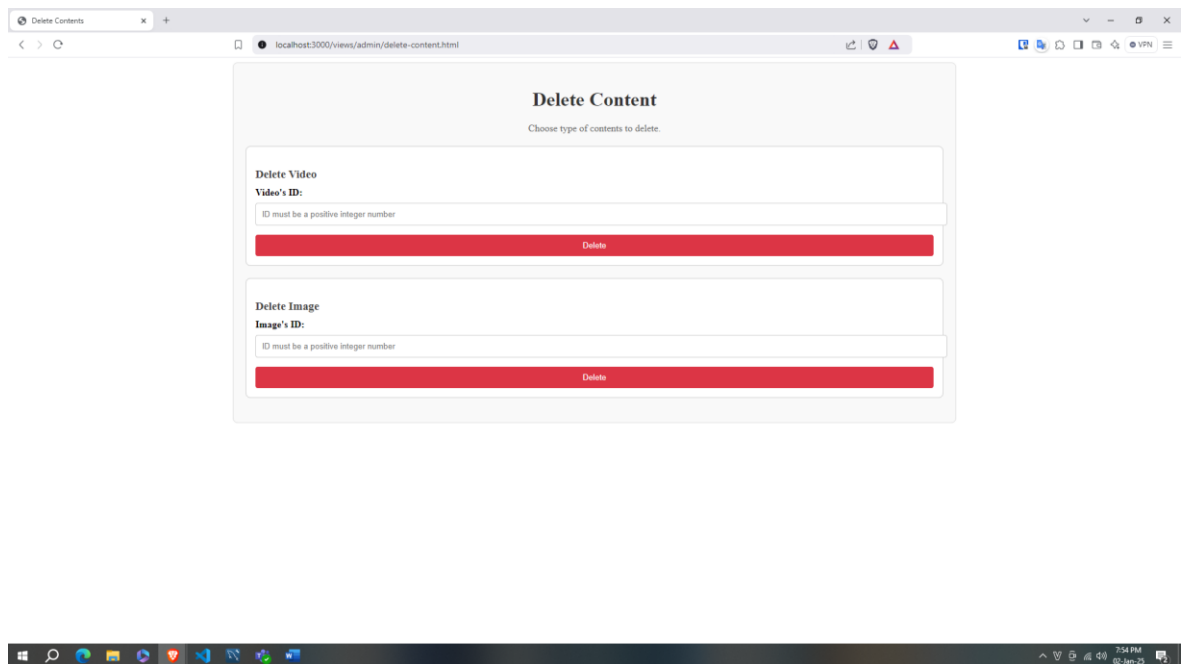 Delete Contents
localhost:3000/views/admin/delete-content.html
VPN
Delete Content
Choose type of contents to delete.
Delete Video
Video's ID:
ID must be a positive integer number
Delete
Delete Image
Image's ID:
ID must be a positive integer number
Delete
7:54 PM
02-Jan-25